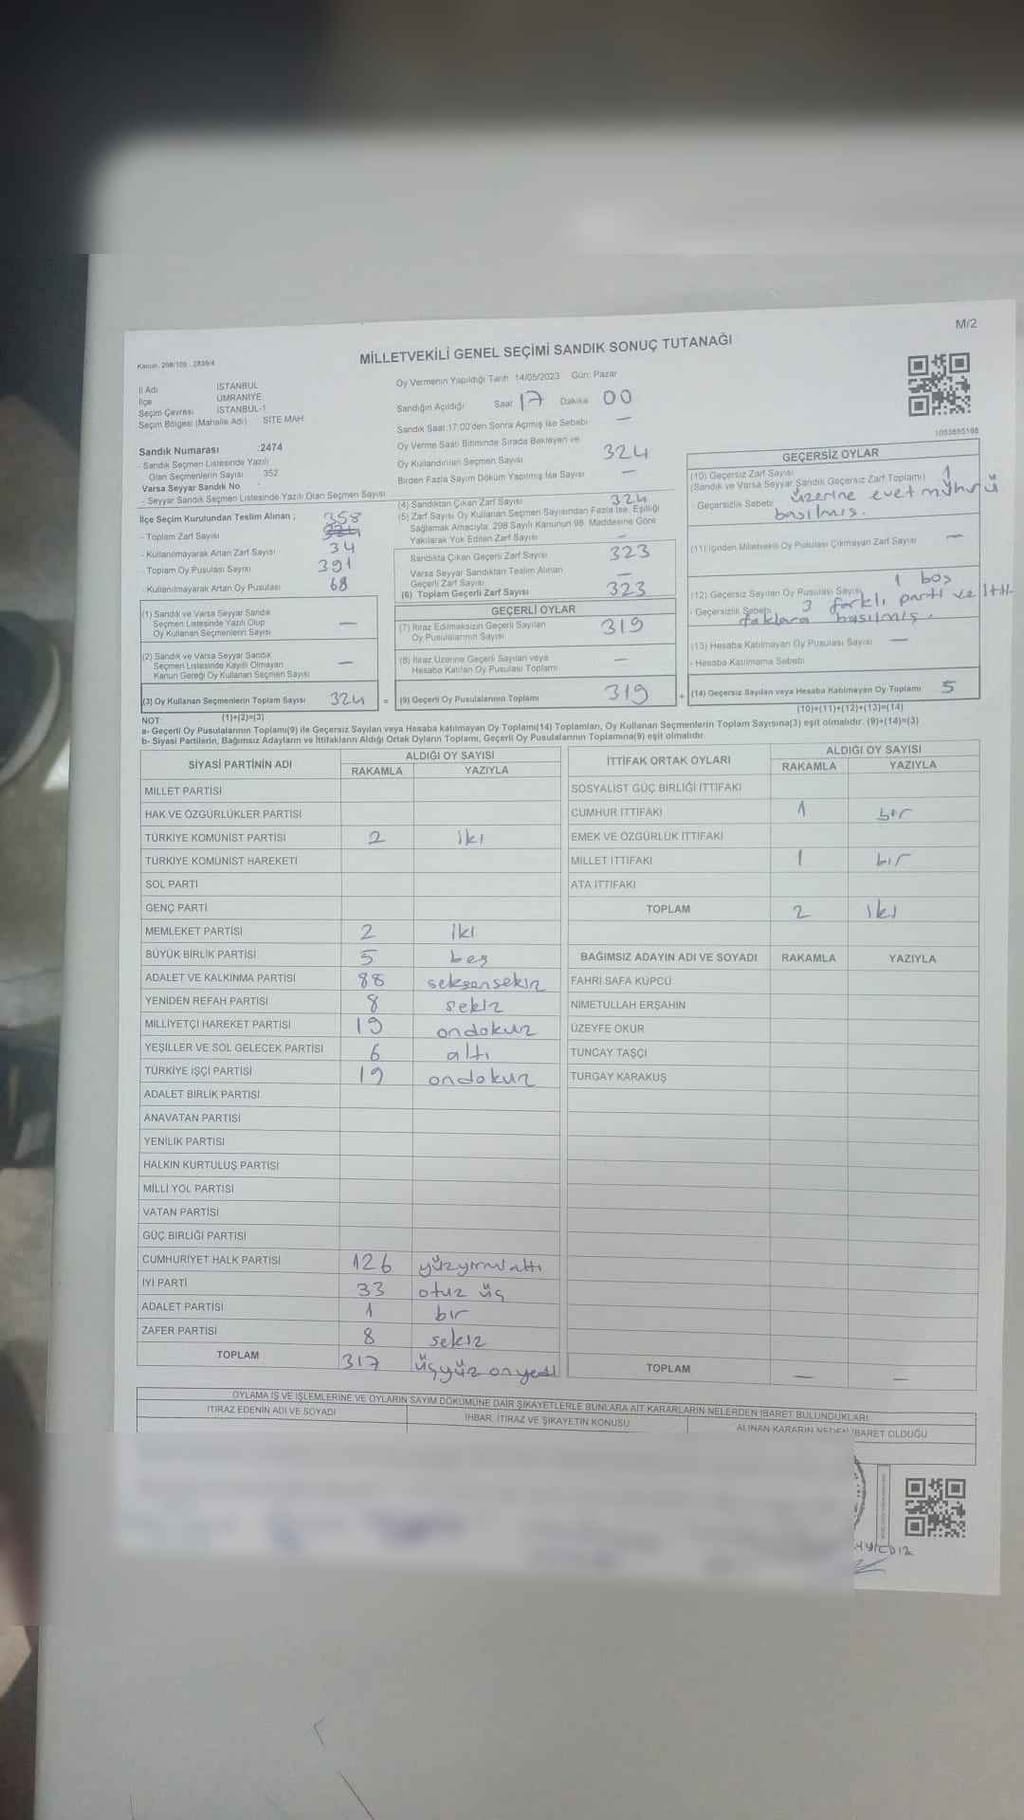 M/2
Kanun: 298/105 - 2839/4
MİLLETVEKİLİ GENEL SEÇİMİ SANDIK SONUÇ TUTANAĞI
İl Adı İSTANBUL
İlçe ÜMRANİYE
Seçim Çevresi İSTANBUL-1
Seçim Bölgesi (Mahalle Adı) SİTE MAH
Oy Vermenin Yapıldığı Tarih 14/05/2023 Gün: Pazar
Sandığın Açıldığı Saat 17 Dakika 00
Sandık Saat 17:00'den Sonra Açmış İse Sebebi —
Sandık Numarası :2474
- Sandık Seçmen Listesinde Yazılı
Olan Seçmenlerin Sayısı 352
Varsa Seyyar Sandık No
- Seyyar Sandık Seçmen Listesinde Yazılı Olan Seçmen Sayısı
Oy Verme Saati Bitiminde Sırada Bekleyen ve
Oy Kullandırılan Seçmen Sayısı 324
Birden Fazla Sayım Döküm Yapılmış İse Sayısı —
İlçe Seçim Kurulundan Teslim Alınan ; 358
- Toplam Zarf Sayısı
- Kullanılmayarak Artan Zarf Sayısı 34
- Toplam Oy Pusulası Sayısı 391
- Kullanılmayarak Artan Oy Pusulası 68
(4) Sandıktan Çıkan Zarf Sayısı 324
(5) Zarf Sayısı Oy Kullanan Seçmen Sayısından Fazla İse, Eşitliği
Sağlamak Amacıyla; 298 Sayılı Kanunun 98. Maddesine Göre
Yakılarak Yok Edilen Zarf Sayısı —
Sandıkta Çıkan Geçerli Zarf Sayısı 323
Varsa Seyyar Sandıktan Teslim Alınan
Geçerli Zarf Sayısı —
(6) Toplam Geçerli Zarf Sayısı 323
1053695198
GEÇERSİZ OYLAR
(10) Geçersiz Zarf Sayısı 1
(Sandık ve Varsa Seyyar Sandık Geçersiz Zarf Toplamı)
- Geçersizlik Sebebi üzerine evet mührü
basılmış.
(11) İçinden Milletvekili Oy Pusulası Çıkmayan Zarf Sayısı —
(12) Geçersiz Sayılan Oy Pusulası Sayısı 1 boş
- Geçersizlik Sebebi 3 farklı parti ve İtti-
faklara basılmış.
(13) Hesaba Katılmayan Oy Pusulası Sayısı —
- Hesaba Katılmama Sebebi
(1) Sandık ve Varsa Seyyar Sandık
Seçmen Listesinde Yazılı Olup
Oy Kullanan Seçmenlerin Sayısı —
(2) Sandık ve Varsa Seyyar Sandık
Seçmen Listesinde Kayıtlı Olmayan
Kanun Gereği Oy Kullanan Seçmen Sayısı —
GEÇERLİ OYLAR
(7) İtiraz Edilmeksizin Geçerli Sayılan
Oy Pusulalarının Sayısı 319
(8) İtiraz Üzerine Geçerli Sayılan veya
Hesaba Katılan Oy Pusulası Toplamı —
(3) Oy Kullanan Seçmenlerin Toplam Sayısı 324 = (9) Geçerli Oy Pusulalarının Toplamı 319 + (14) Geçersiz Sayılan veya Hesaba Katılmayan Oy Toplamı 5
NOT: (1)+(2)=(3) (10)+(11)+(12)+(13)=(14)
a- Geçerli Oy Pusulalarının Toplamı(9) ile Geçersiz Sayılan veya Hesaba Katılmayan Oy Toplamı(14) Toplamları, Oy Kullanan Seçmenlerin Toplam Sayısına(3) eşit olmalıdır. (9)+(14)=(3)
b- Siyasi Partilerin, Bağımsız Adayların ve İttifakların Aldığı Ortak Oyların Toplamı, Geçerli Oy Pusulalarının Toplamına(9) eşit olmalıdır.
SİYASİ PARTİNİN ADI ALDIĞI OY SAYISI
RAKAMLA YAZIYLA
MİLLET PARTİSİ
HAK VE ÖZGÜRLÜKLER PARTİSİ
TÜRKİYE KOMÜNİST PARTİSİ 2 iki
TÜRKİYE KOMÜNİST HAREKETİ
SOL PARTİ
GENÇ PARTİ
MEMLEKET PARTİSİ 2 iki
BÜYÜK BİRLİK PARTİSİ 5 beş
ADALET VE KALKINMA PARTİSİ 88 seksensekiz
YENİDEN REFAH PARTİSİ 8 sekiz
MİLLİYETÇİ HAREKET PARTİSİ 19 ondokuz
YEŞİLLER VE SOL GELECEK PARTİSİ 6 altı
TÜRKİYE İŞÇİ PARTİSİ 19 ondokuz
ADALET BİRLİK PARTİSİ
ANAVATAN PARTİSİ
YENİLİK PARTİSİ
HALKIN KURTULUŞ PARTİSİ
MİLLİ YOL PARTİSİ
VATAN PARTİSİ
GÜÇ BİRLİĞİ PARTİSİ
CUMHURİYET HALK PARTİSİ 126 yüzyirmialtı
İYİ PARTİ 33 otuz üç
ADALET PARTİSİ 1 bir
ZAFER PARTİSİ 8 sekiz
TOPLAM 317 üçyüz onyedi
İTTİFAK ORTAK OYLARI ALDIĞI OY SAYISI
RAKAMLA YAZIYLA
SOSYALİST GÜÇ BİRLİĞİ İTTİFAKI
CUMHUR İTTİFAKI 1 bir
EMEK VE ÖZGÜRLÜK İTTİFAKI
MİLLET İTTİFAKI 1 bir
ATA İTTİFAKI
TOPLAM 2 iki
BAĞIMSIZ ADAYIN ADI VE SOYADI RAKAMLA YAZIYLA
FAHRİ SAFA KÜPCÜ
NİMETULLAH ERŞAHİN
ÜZEYFE OKUR
TUNCAY TAŞÇI
TURGAY KARAKUŞ
TOPLAM — —
OYLAMA İŞ VE İŞLEMLERİNE VE OYLARIN SAYIM DÖKÜMÜNE DAİR ŞİKAYETLERLE BUNLARA AİT KARARLARIN NELERDEN İBARET BULUNDUKLARI
İTİRAZ EDENİN ADI VE SOYADI İHBAR, İTİRAZ VE ŞİKAYETİN KONUSU ALINAN KARARIN NEDEN İBARET OLDUĞU